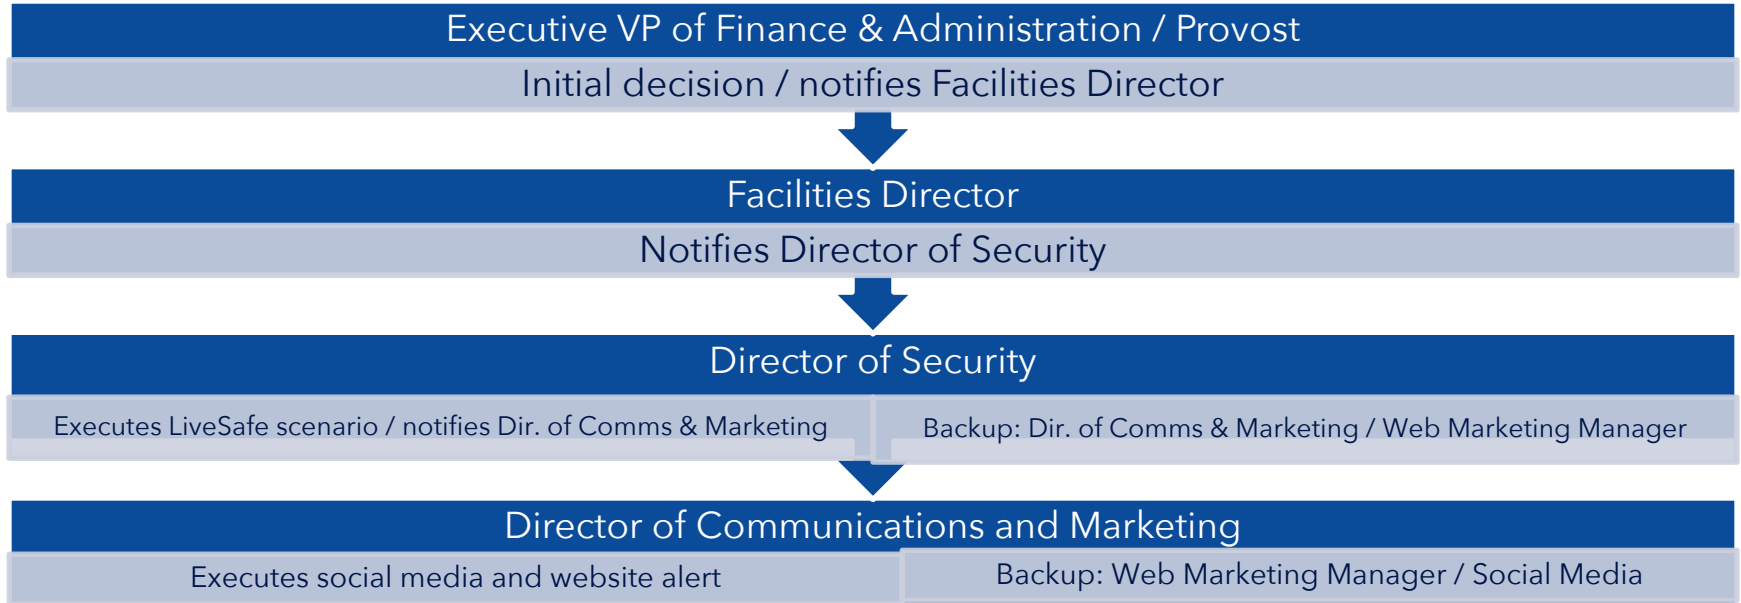 Executive VP of Finance & Administration / Provost
Initial decision / notifies Facilities Director
Facilities Director
Notifies Director of Security
Director of Security
Executes LiveSafe scenario / notifies Dir. of Comms & Marketing
Backup: Dir. of Comms & Marketing / Web Marketing Manager
Director of Communications and Marketing
Executes social media and website alert
Backup: Web Marketing Manager / Social Media